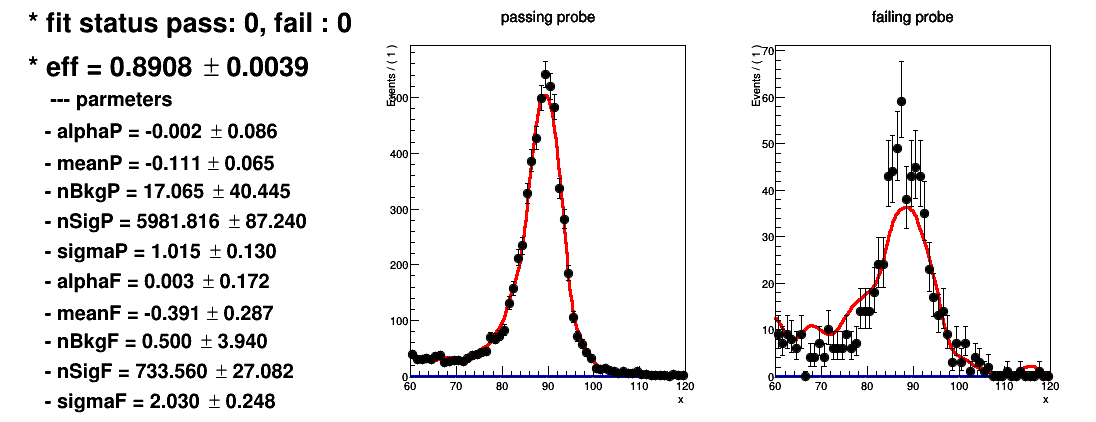 * fit status pass: 0, fail : 0
* eff = 0.8908 ± 0.0039
--- parmeters
- alphaP = -0.002 ± 0.086
- meanP = -0.111 ± 0.065
- nBkgP = 17.065 ± 40.445
- nSigP = 5981.816 ± 87.240
- sigmaP = 1.015 ± 0.130
- alphaF = 0.003 ± 0.172
- meanF = -0.391 ± 0.287
- nBkgF = 0.500 ± 3.940
- nSigF = 733.560 ± 27.082
- sigmaF = 2.030 ± 0.248
passing probe
Events / ( 1 )
500
400
300
200
100
0
60 70 80 90 100 110 120
x
failing probe
Events / ( 1 )
70
60
50
40
30
20
10
0
60 70 80 90 100 110 120
x